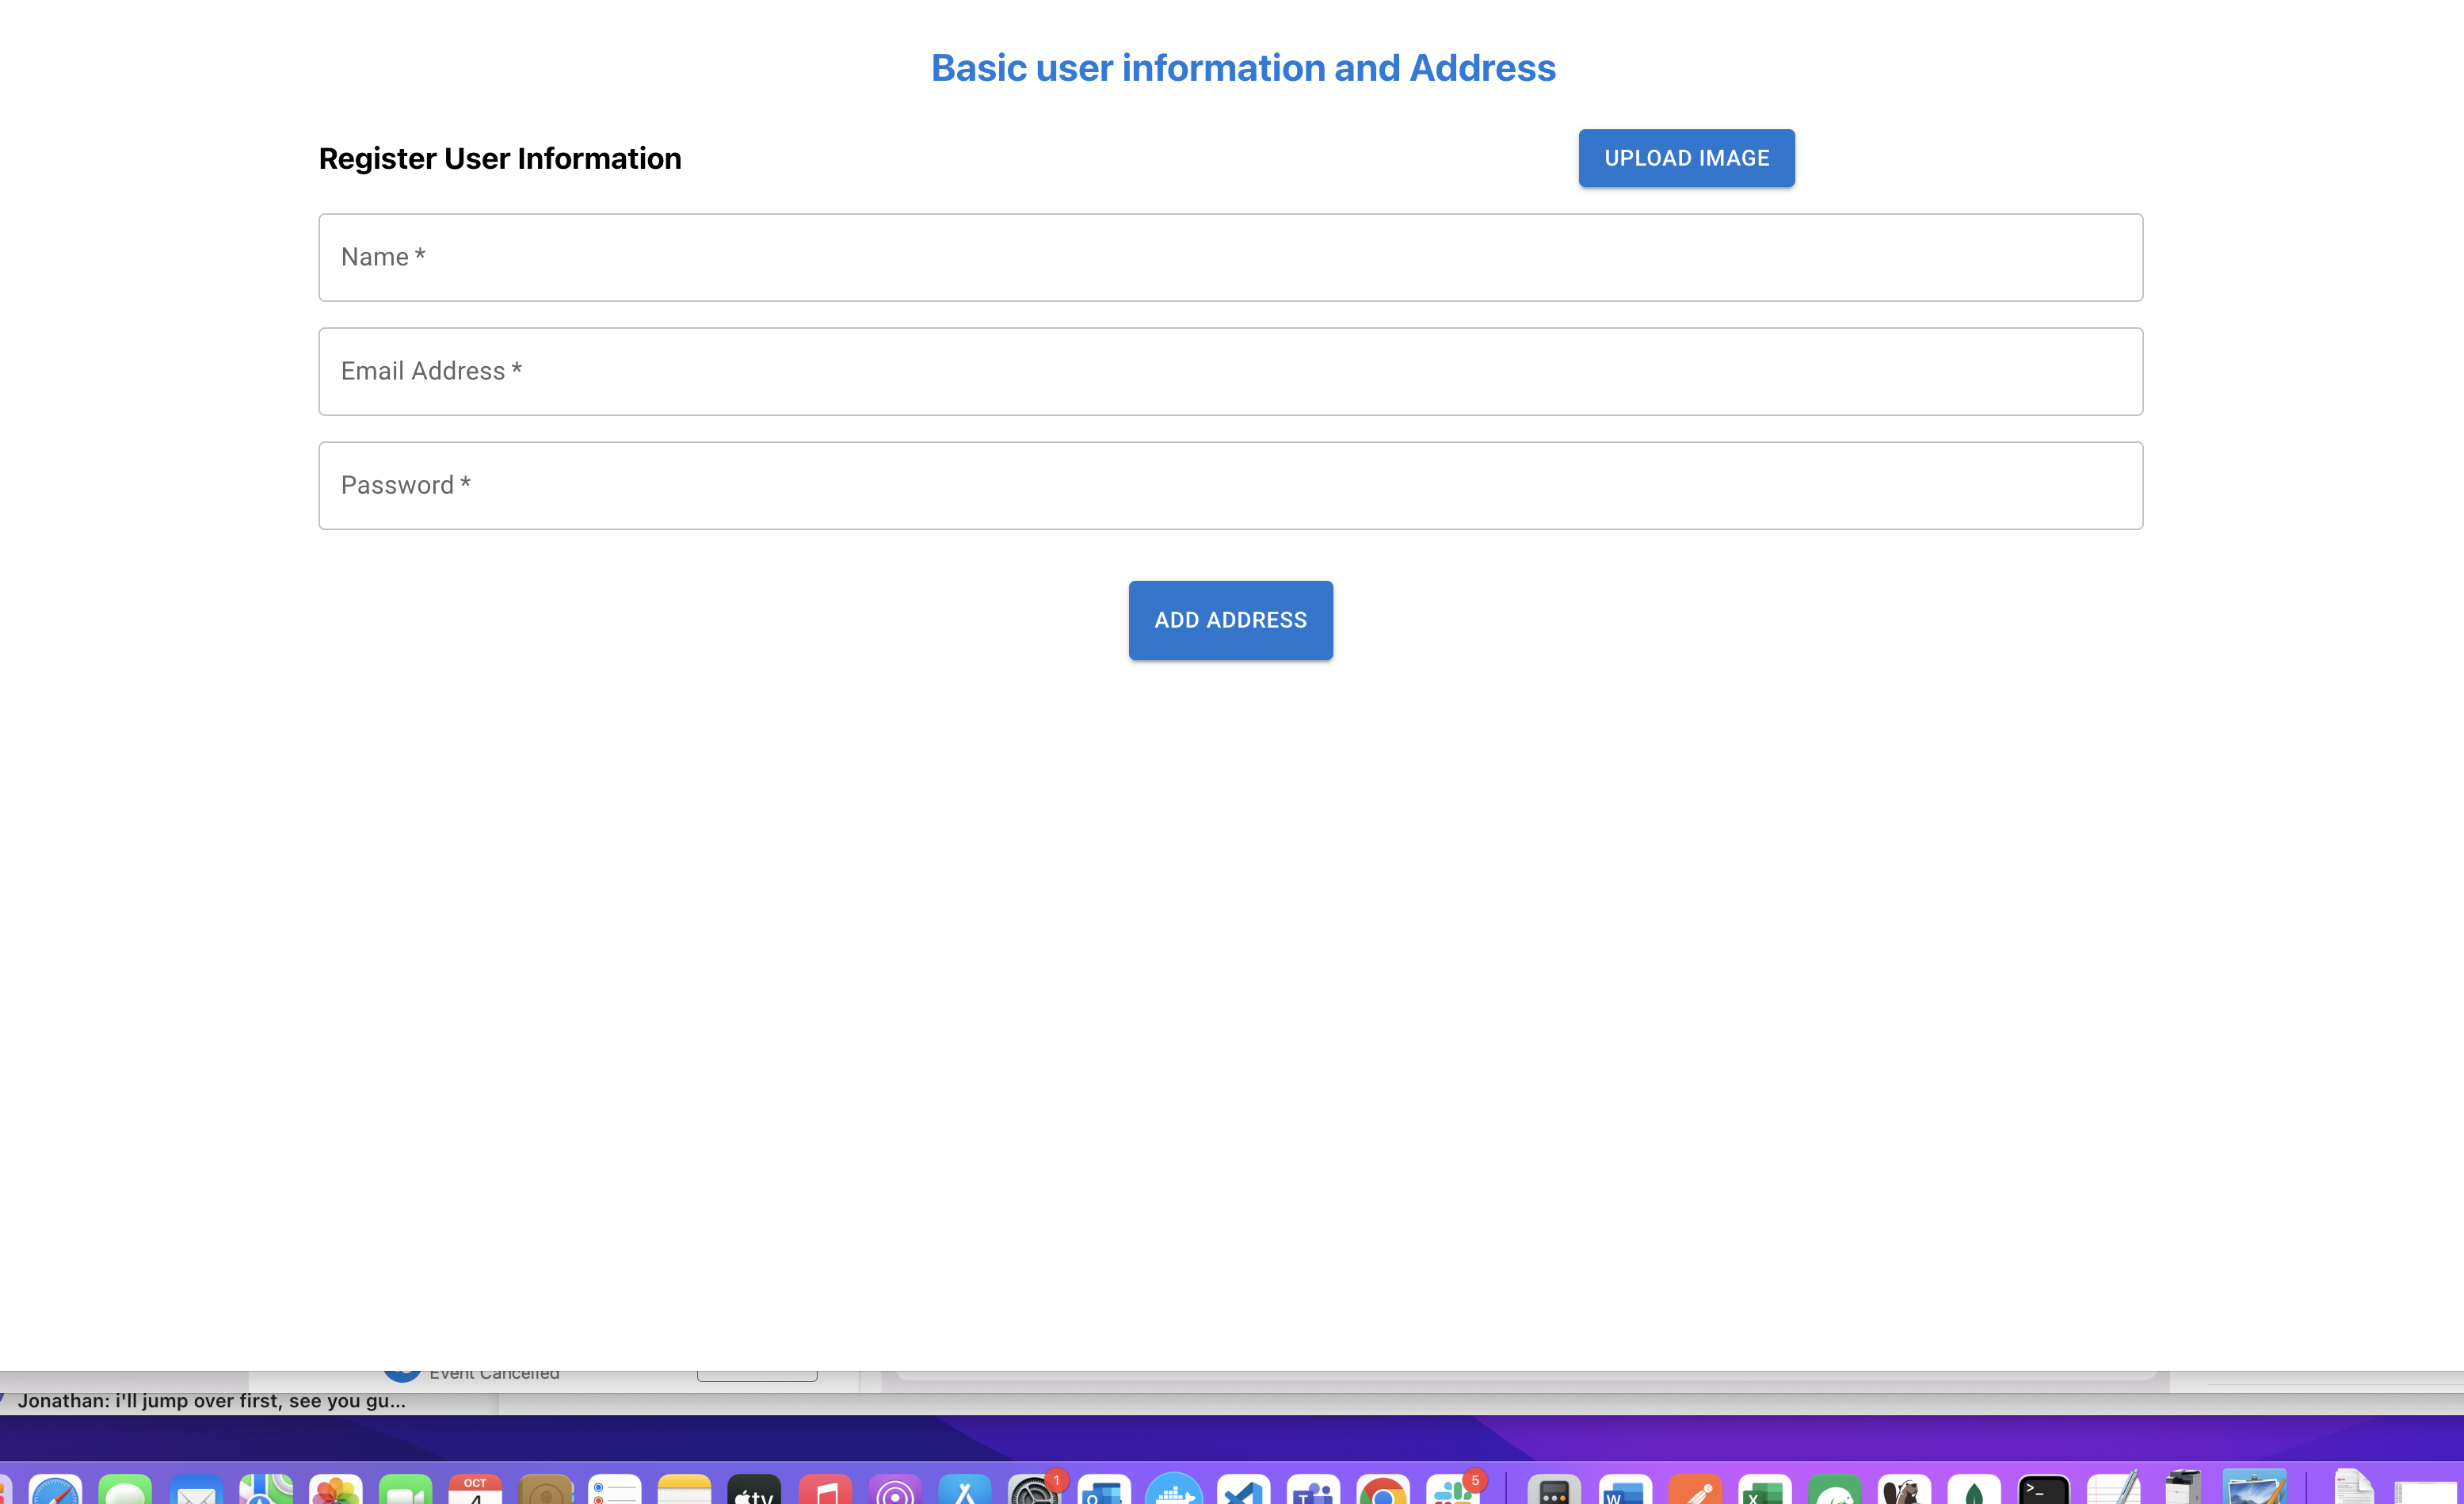 Basic user information and Address
Register User Information
UPLOAD IMAGE
Name *
Email Address *
Password *
ADD ADDRESS
Event Cancelled
Jonathan: i'll jump over first, see you gu...
OCT
4
1
tv
5
W
X
>_